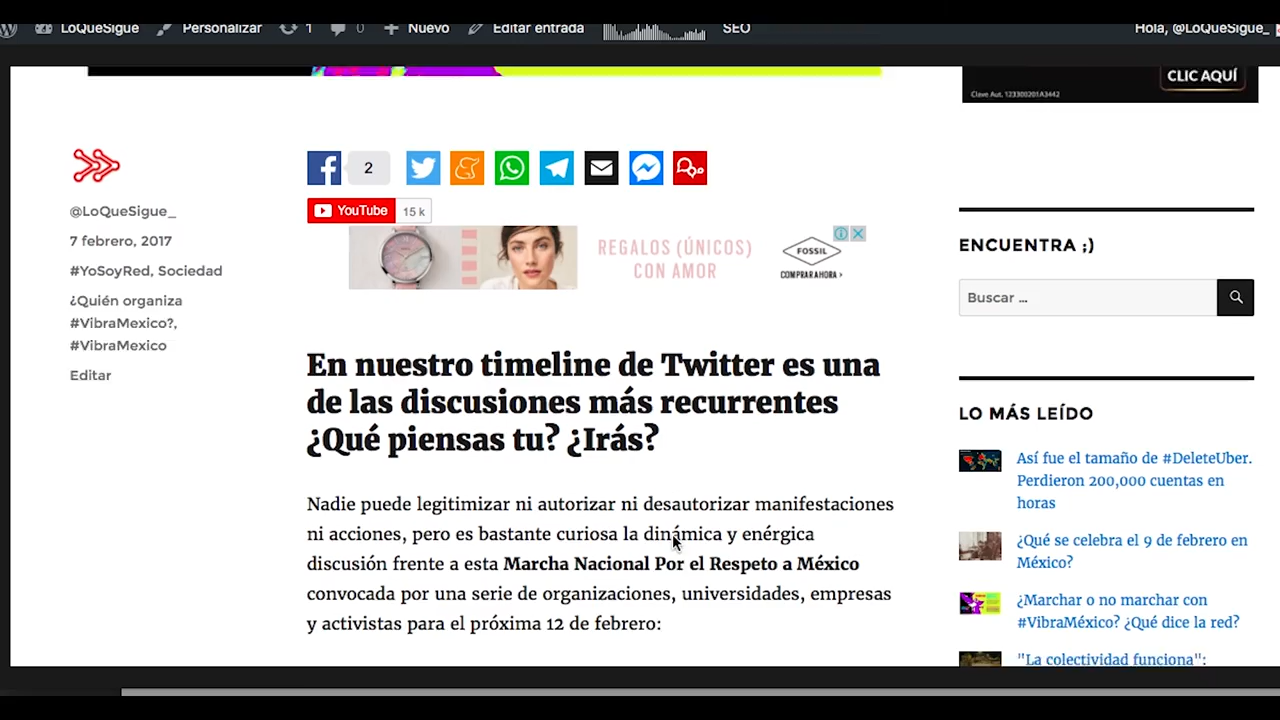 LoQueSigue
Personalizar
1
0
Nuevo
Editar entrada
SEO
Hola, @LoQueSigue_
CLIC AQUÍ
Clave Aut. 123300201A3442
@LoQueSigue_
7 febrero, 2017
#YoSoyRed, Sociedad
¿Quién organiza
#VibraMexico?,
#VibraMexico
Editar
2
YouTube
15 k
REGALOS (ÚNICOS)
CON AMOR
FOSSIL
COMPRAR AHORA >
En nuestro timeline de Twitter es una
de las discusiones más recurrentes
¿Qué piensas tu? ¿Irás?
Nadie puede legitimizar ni autorizar ni desautorizar manifestaciones
ni acciones, pero es bastante curiosa la dinámica y enérgica
discusión frente a esta Marcha Nacional Por el Respeto a México
convocada por una serie de organizaciones, universidades, empresas
y activistas para el próxima 12 de febrero:
ENCUENTRA ;)
Buscar ...
LO MÁS LEÍDO
Así fue el tamaño de #DeleteUber.
Perdieron 200,000 cuentas en
horas
¿Qué se celebra el 9 de febrero en
México?
¿Marchar o no marchar con
#VibraMéxico? ¿Qué dice la red?
"La colectividad funciona":